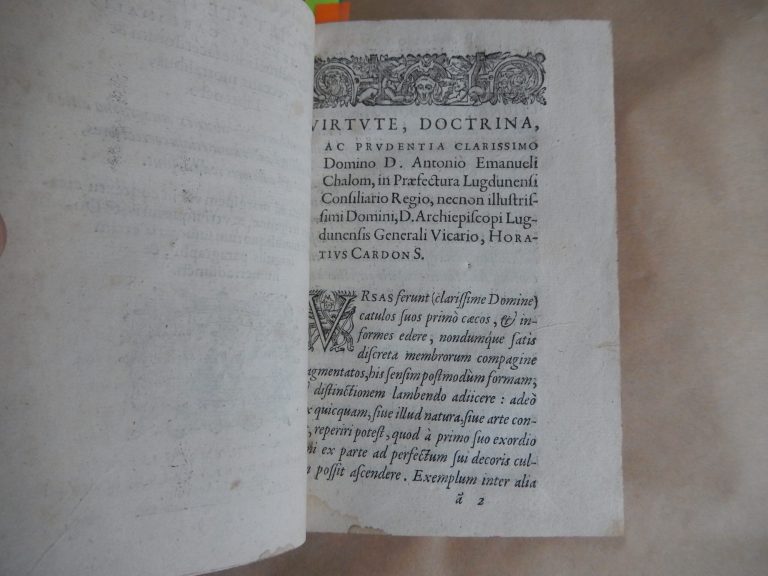 VIRTVTE, DOCTRINA,
AC PRVDENTIA CLARISSIMO
Domino D. Antonio Emanueli
Chalom, in Præfectura Lugdunensi
Consiliario Regio, necnon illustris-
simi Domini, D. Archiepiscopi Lug-
dunensis Generali Vicario, HORA-
TIVS CARDON S.
VRSAS ferunt (clarissime Domine)
catulos suos primò cæcos, & in-
formes edere, nondumque satis
discreta membrorum compagine
augmentatos, his sensim postmodùm formam,
distinctionem lambendo adiicere: adeò
quicquam, siue illud natura, siue arte con-
reperiri potest, quod à primo suo exordio
ex parte ad perfectum sui decoris cul-
possit ascendere. Exemplum inter alia
ã 2